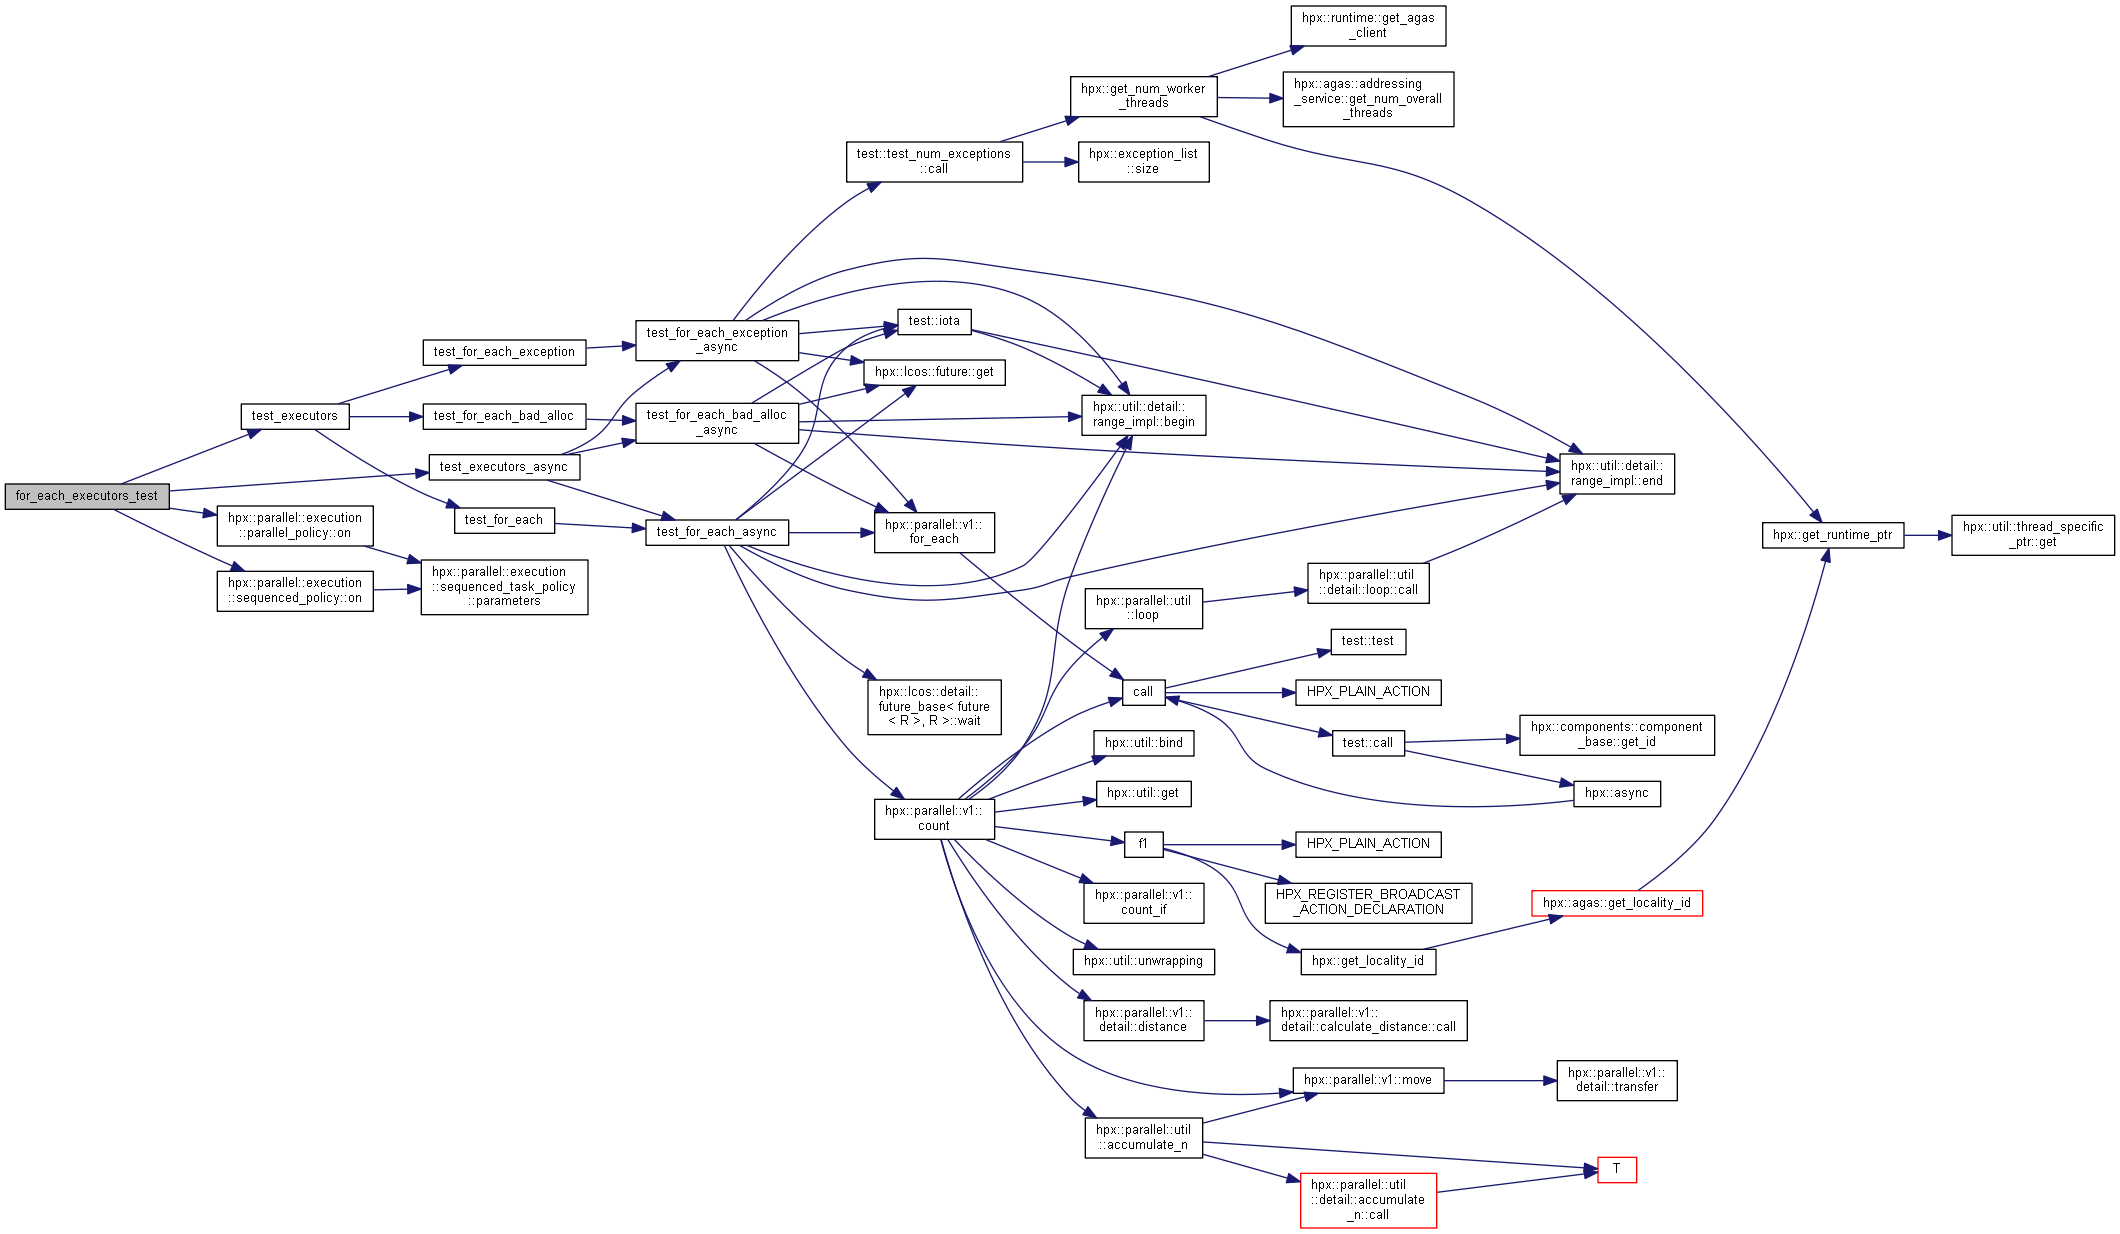 for_each_executors_test
test_executors
test_executors_async
hpx::parallel::execution
::parallel_policy::on
hpx::parallel::execution
::sequenced_policy::on
test_for_each_exception
test_for_each_bad_alloc
test_for_each
hpx::parallel::execution
::sequenced_task_policy
::parameters
test_for_each_exception
_async
test_for_each_bad_alloc
_async
test_for_each_async
test::test_num_exceptions
::call
test::iota
hpx::lcos::future::get
hpx::parallel::v1::
for_each
hpx::lcos::detail::
future_base< future
< R >, R >::wait
hpx::parallel::v1::
count
hpx::get_num_worker
_threads
hpx::exception_list
::size
hpx::util::detail::
range_impl::begin
hpx::parallel::util
::loop
call
hpx::util::bind
hpx::util::get
f1
hpx::parallel::v1::
count_if
hpx::util::unwrapping
hpx::parallel::v1::
detail::distance
hpx::parallel::util
::accumulate_n
hpx::runtime::get_agas
_client
hpx::agas::addressing
_service::get_num_overall
_threads
hpx::parallel::util
::detail::loop::call
test::test
HPX_PLAIN_ACTION
test::call
HPX_PLAIN_ACTION
HPX_REGISTER_BROADCAST
_ACTION_DECLARATION
hpx::get_locality_id
hpx::parallel::v1::
detail::calculate_distance::call
hpx::parallel::v1::move
hpx::parallel::util
::detail::accumulate
_n::call
hpx::util::detail::
range_impl::end
hpx::components::component
_base::get_id
hpx::async
hpx::agas::get_locality_id
hpx::parallel::v1::
detail::transfer
T
hpx::get_runtime_ptr
hpx::util::thread_specific
_ptr::get